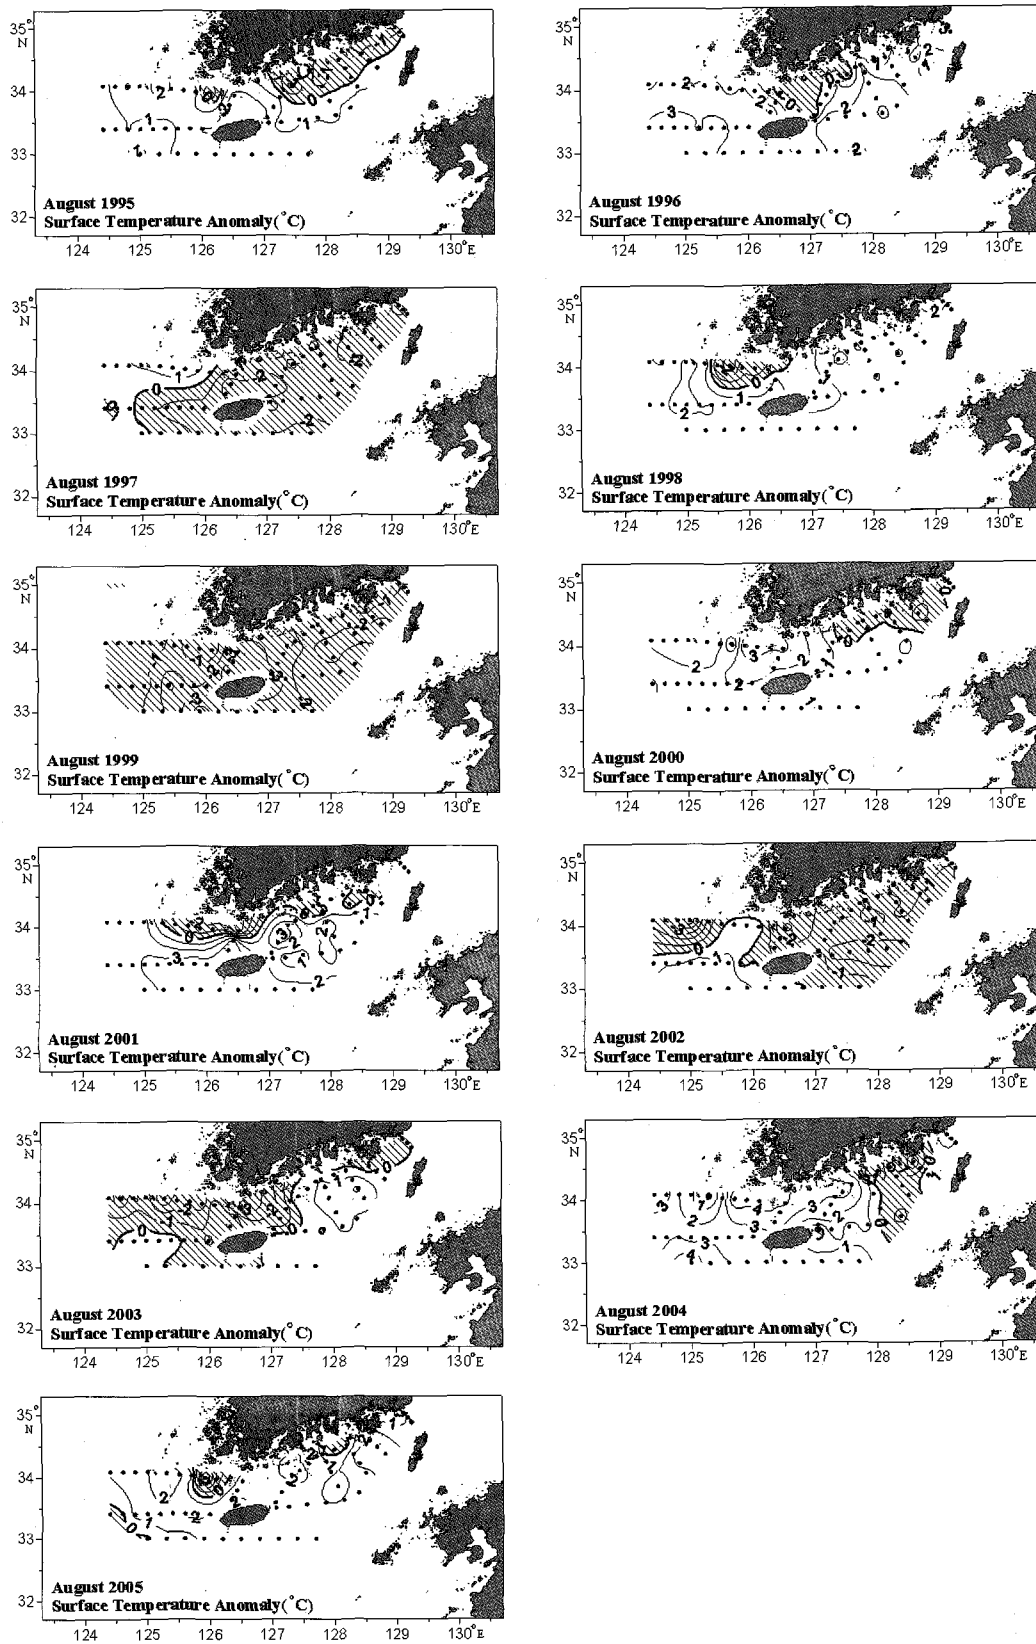 35°
N
34
33
32
August 1995
Surface Temperature Anomaly(°C)
124 125 126 127 128 129 130°E
35°
N
34
33
32
August 1996
Surface Temperature Anomaly(°C)
124 125 126 127 128 129 130°E
35°
N
34
33
32
August 1997
Surface Temperature Anomaly(°C)
124 125 126 127 128 129 130°E
35°
N
34
33
32
August 1998
Surface Temperature Anomaly(°C)
124 125 126 127 128 129 130°E
35°
N
34
33
32
August 1999
Surface Temperature Anomaly(°C)
124 125 126 127 128 129 130°E
35°
N
34
33
32
August 2000
Surface Temperature Anomaly(°C)
124 125 126 127 128 129 130°E
35°
N
34
33
32
August 2001
Surface Temperature Anomaly(°C)
124 125 126 127 128 129 130°E
35°
N
34
33
32
August 2002
Surface Temperature Anomaly(°C)
124 125 126 127 128 129 130°E
35°
N
34
33
32
August 2003
Surface Temperature Anomaly(°C)
124 125 126 127 128 129 130°E
35°
N
34
33
32
August 2004
Surface Temperature Anomaly(°C)
124 125 126 127 128 129 130°E
35°
N
34
33
32
August 2005
Surface Temperature Anomaly(°C)
124 125 126 127 128 129 130°E